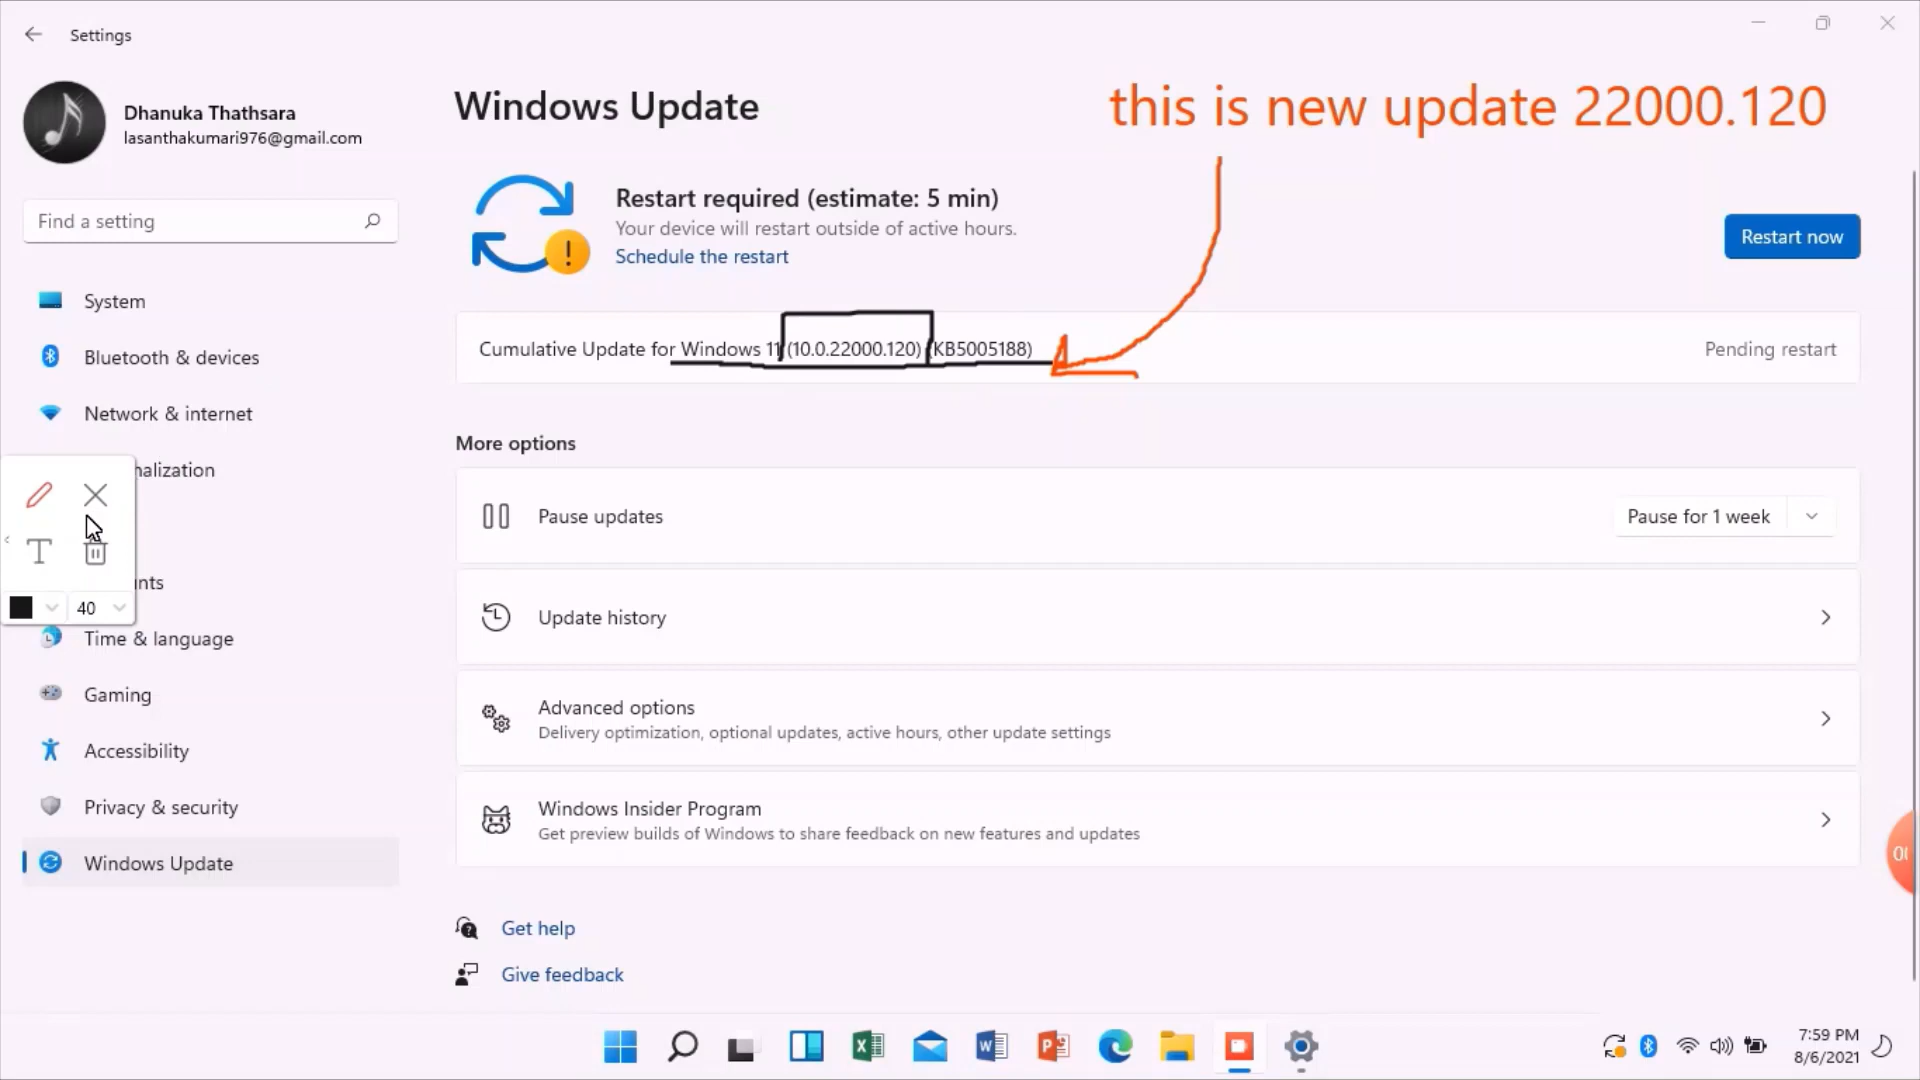 Settings
Dhanuka Thathsara
lasanthakumari976@gmail.com
Find a setting
System
Bluetooth & devices
Network & internet
nalization
nts
Time & language
Gaming
Accessibility
Privacy & security
Windows Update
40
Windows Update
this is new update 22000.120
Restart required (estimate: 5 min)
Your device will restart outside of active hours.
Schedule the restart
Restart now
Cumulative Update for Windows 11 (10.0.22000.120) (KB5005188)
Pending restart
More options
Pause updates
Pause for 1 week
Update history
Advanced options
Delivery optimization, optional updates, active hours, other update settings
Windows Insider Program
Get preview builds of Windows to share feedback on new features and updates
Get help
Give feedback
7:59 PM
8/6/2021